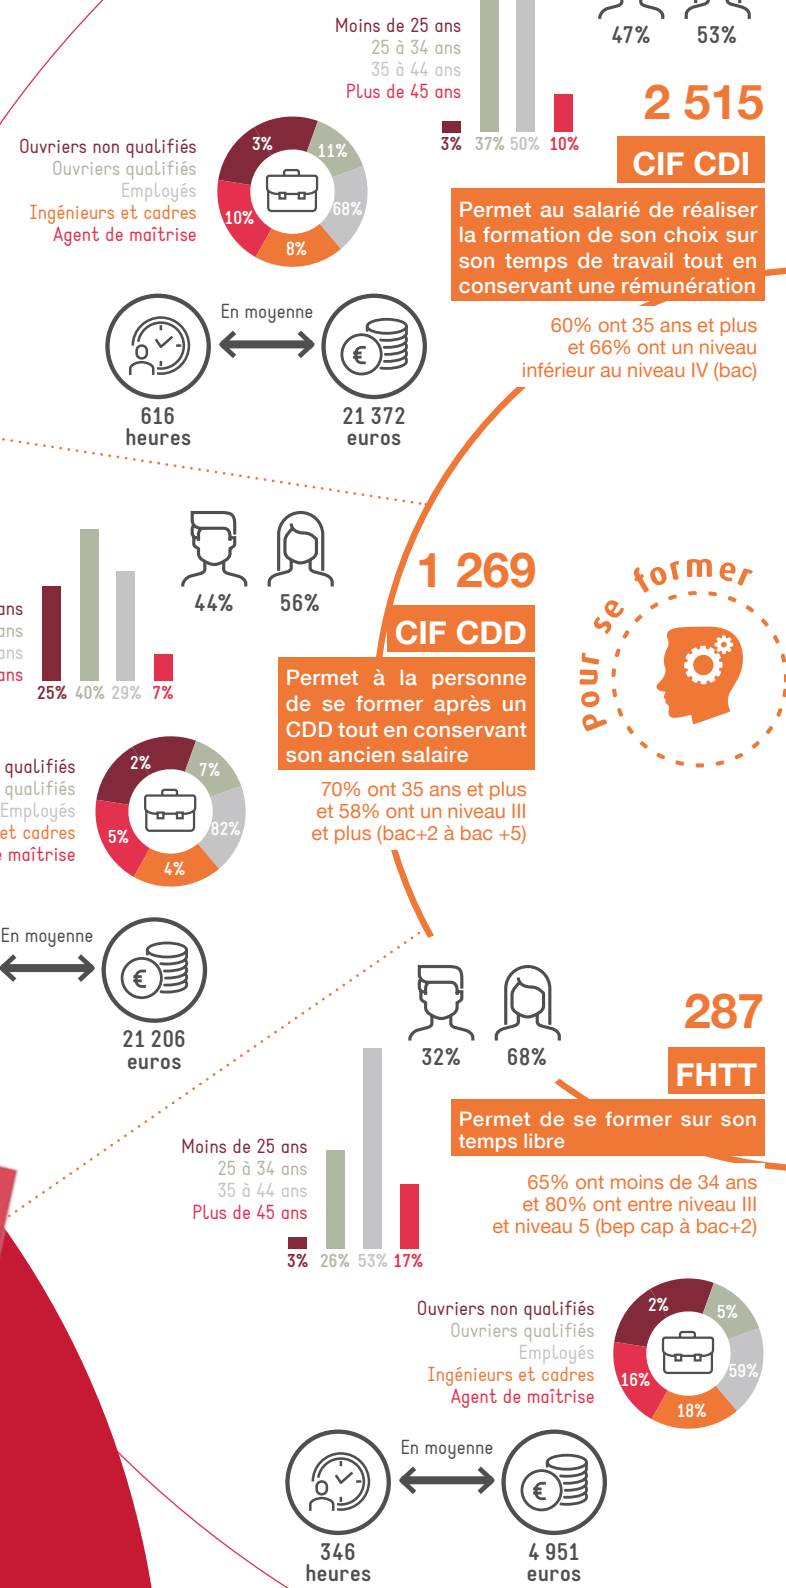 47% 53%
Moins de 25 ans
25 à 34 ans
35 à 44 ans
Plus de 45 ans
3% 37% 50% 10%
2 515
CIF CDI
Permet au salarié de réaliser
la formation de son choix sur
son temps de travail tout en
conservant une rémunération
60% ont 35 ans et plus
et 66% ont un niveau
inférieur au niveau IV (bac)
Ouvriers non qualifiés
Ouvriers qualifiés
Employés
Ingénieurs et cadres
Agent de maîtrise
3%
11%
68%
8%
10%
En moyenne
616
heures
21 372
euros
44% 56%
ans
ans
ans
ans
25% 40% 29% 7%
1 269
CIF CDD
Permet à la personne
de se former après un
CDD tout en conservant
son ancien salaire
70% ont 35 ans et plus
et 58% ont un niveau III
et plus (bac+2 à bac +5)
pour se former
qualifiés
qualifiés
Employés
et cadres
maîtrise
2%
7%
82%
4%
5%
En moyenne
21 206
euros
32% 68%
287
FHTT
Permet de se former sur son
temps libre
65% ont moins de 34 ans
et 80% ont entre niveau III
et niveau 5 (bep cap à bac+2)
Moins de 25 ans
25 à 34 ans
35 à 44 ans
Plus de 45 ans
3% 26% 53% 17%
Ouvriers non qualifiés
Ouvriers qualifiés
Employés
Ingénieurs et cadres
Agent de maîtrise
2%
5%
59%
18%
16%
En moyenne
346
heures
4 951
euros